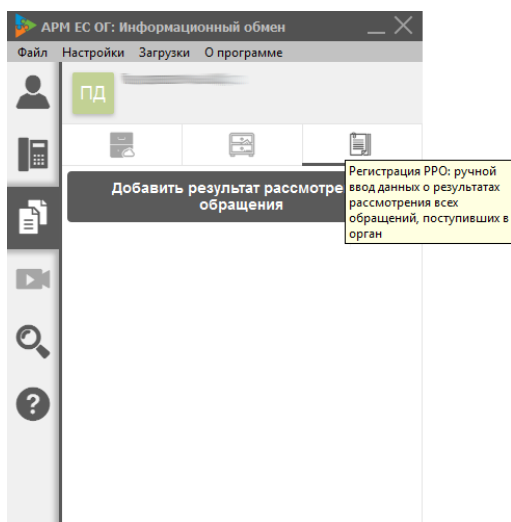 АРМ ЕС ОГ: Информационный обмен
Файл Настройки Загрузки О программе
ПД
Добавить результат рассмотре
обращения
Регистрация РРО: ручной
ввод данных о результатах
рассмотрения всех
обращений, поступивших в
орган
?